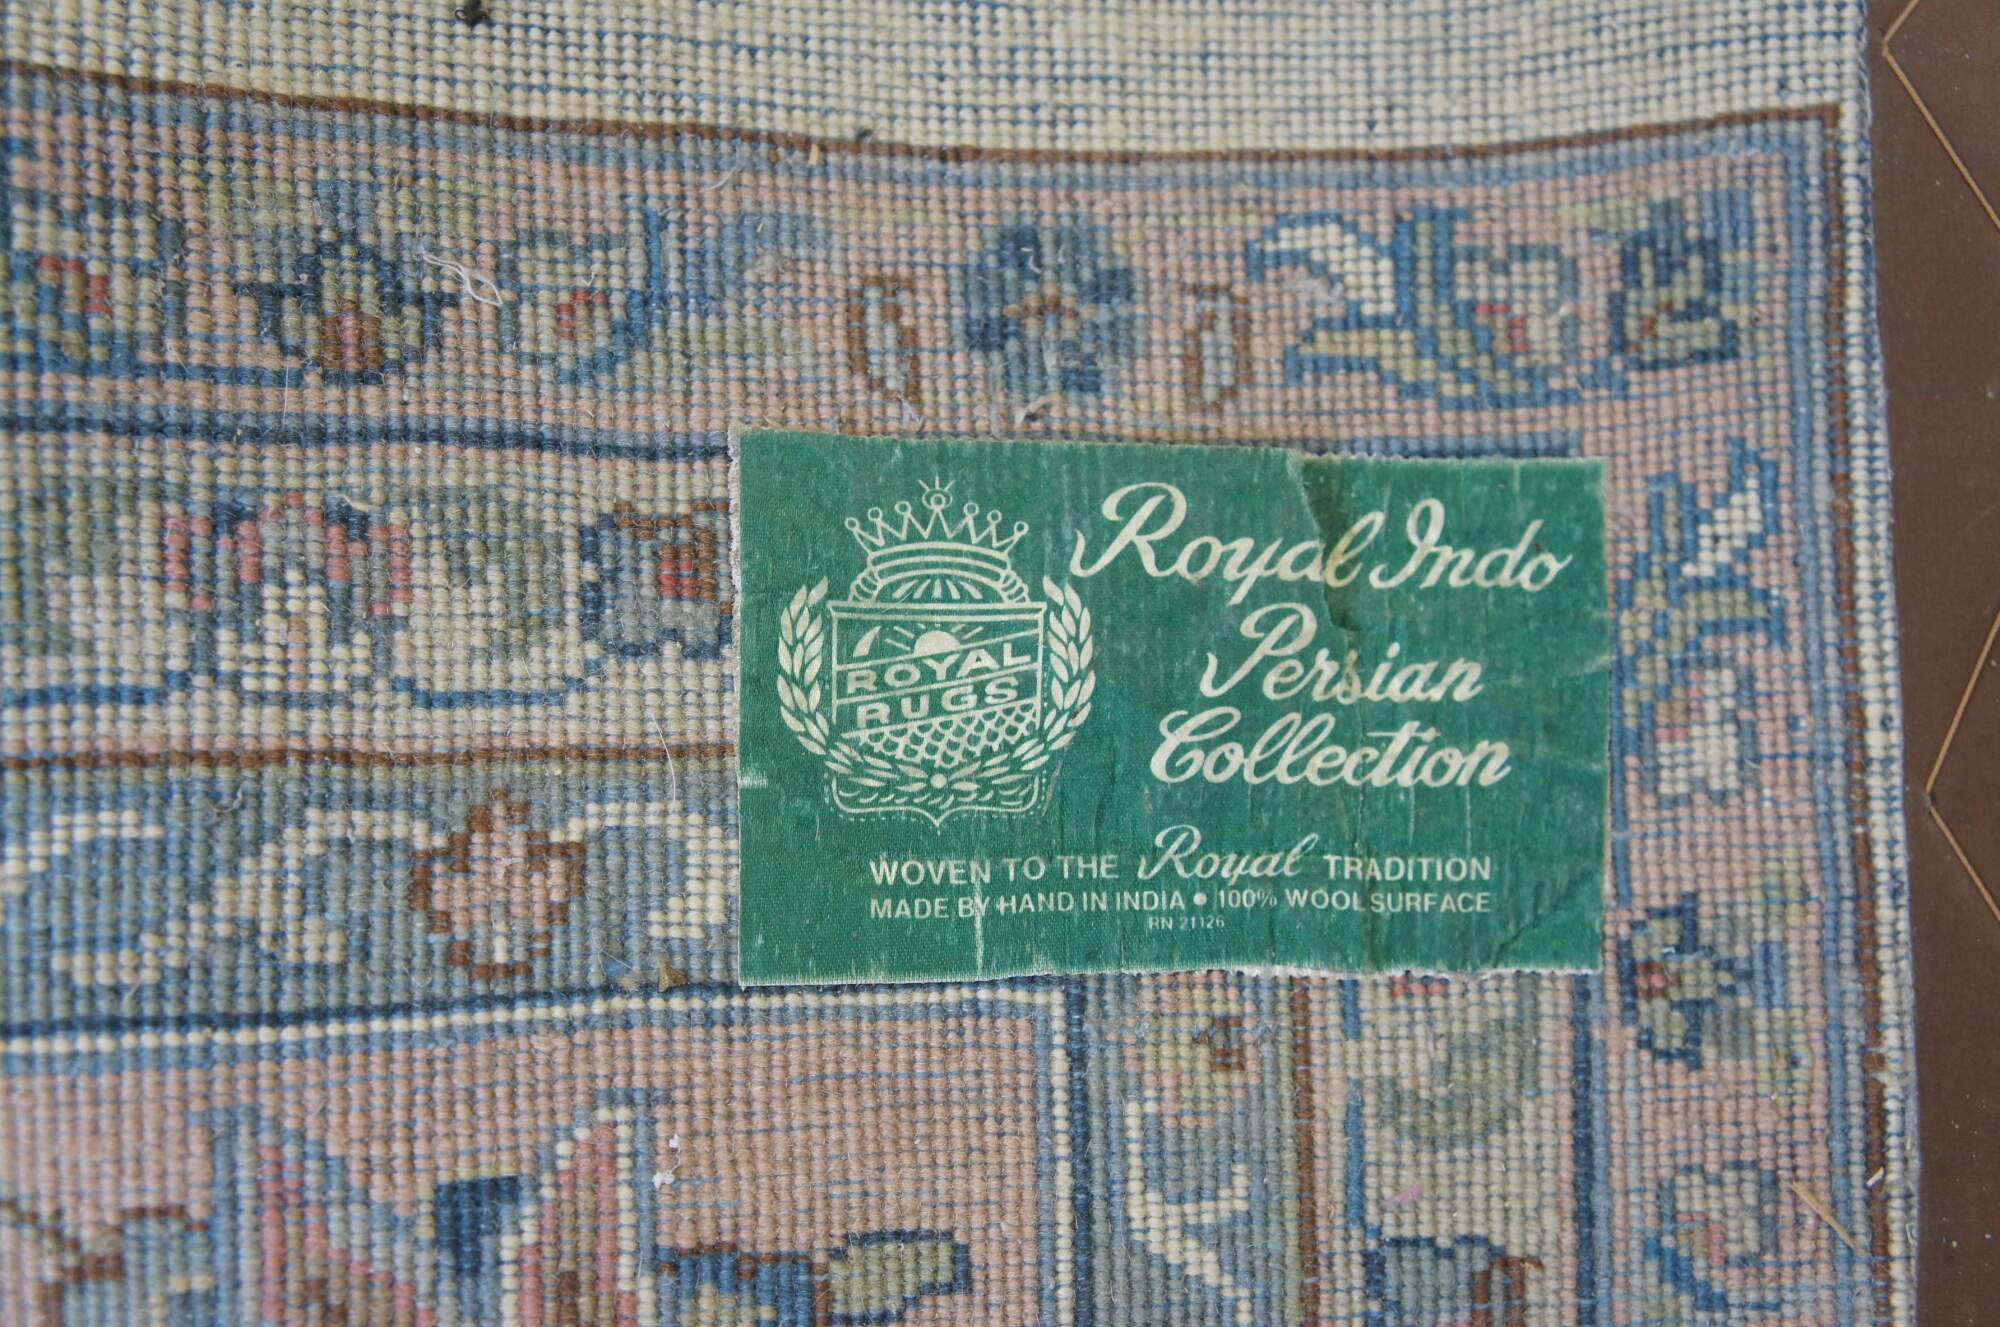 ROYAL
RUGS
Royal Indo
Persian
Collection
WOVEN TO THE Royal TRADITION
MADE BY HAND IN INDIA • 100% WOOL SURFACE
RN 21126